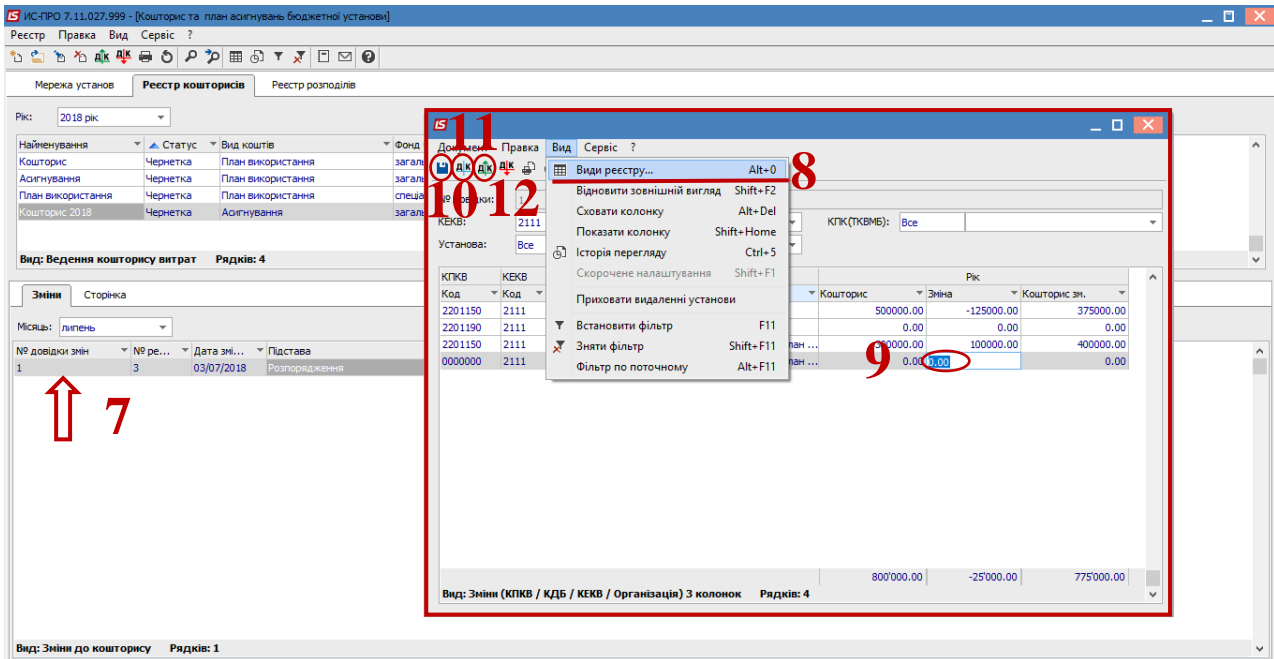 ИС-ПРО 7.11.027.999 - [Кошторис та план асигнувань бюджетної установи]
Реєстр Правка Вид Сервіс ?
Мережа установ Реєстр кошторисів Реєстр розподілів
Рік: 2018 рік
Найменування Статус Вид коштів Фонд
Кошторис Чернетка План використання
Асигнування Чернетка План використання
План використання Чернетка План використання
Кошторис 2018 Чернетка Асигнування
Вид: Ведення кошторису витрат Рядків: 4
Зміни Сторінка
Місяць: липень
№ довідки змін № ре... Дата змі... Підстава
1 3 03/07/2018 Розпорядження
7
Вид: Зміни до кошторису Рядків: 1
11
Документ Правка Вид Сервіс ?
10 12
8
КЕКВ: 2111 КПК(ТКВМБ): Все
Установа: Все
Види реєстру... Alt+0
Відновити зовнішній вигляд Shift+F2
Сховати колонку Alt+Del
Показати колонку Shift+Home
Історія перегляду Ctrl+5
Скорочене налаштування Shift+F1
Приховати видаленні установи
Встановити фільтр F11
Зняти фільтр Shift+F11
Фільтр по поточному Alt+F11
КПКВ КЕКВ Рік
Код Код Кошторис Зміна Кошторис зм.
2201150 2111 500000.00 -125000.00 375000.00
2201190 2111 0.00 0.00 0.00
2201150 2111 лан ... 300000.00 100000.00 400000.00
0000000 2111 лан ... 0.00 0.00 0.00
9
800'000.00 -25'000.00 775'000.00
Вид: Зміни (КПКВ / КДБ / КЕКВ / Організація) 3 колонок Рядків: 4